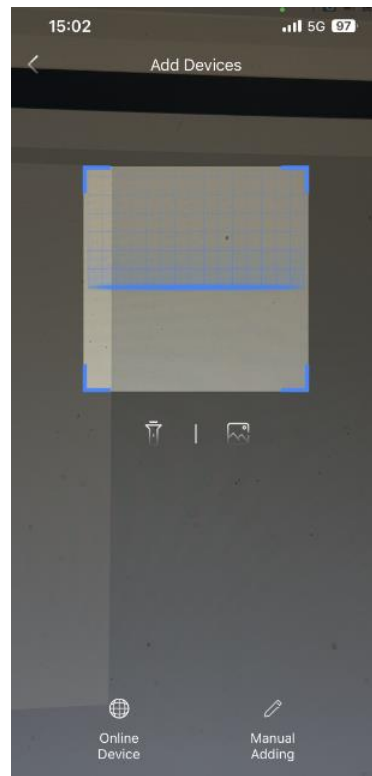 15:02
5G 97
Add Devices
Online
Device
Manual
Adding